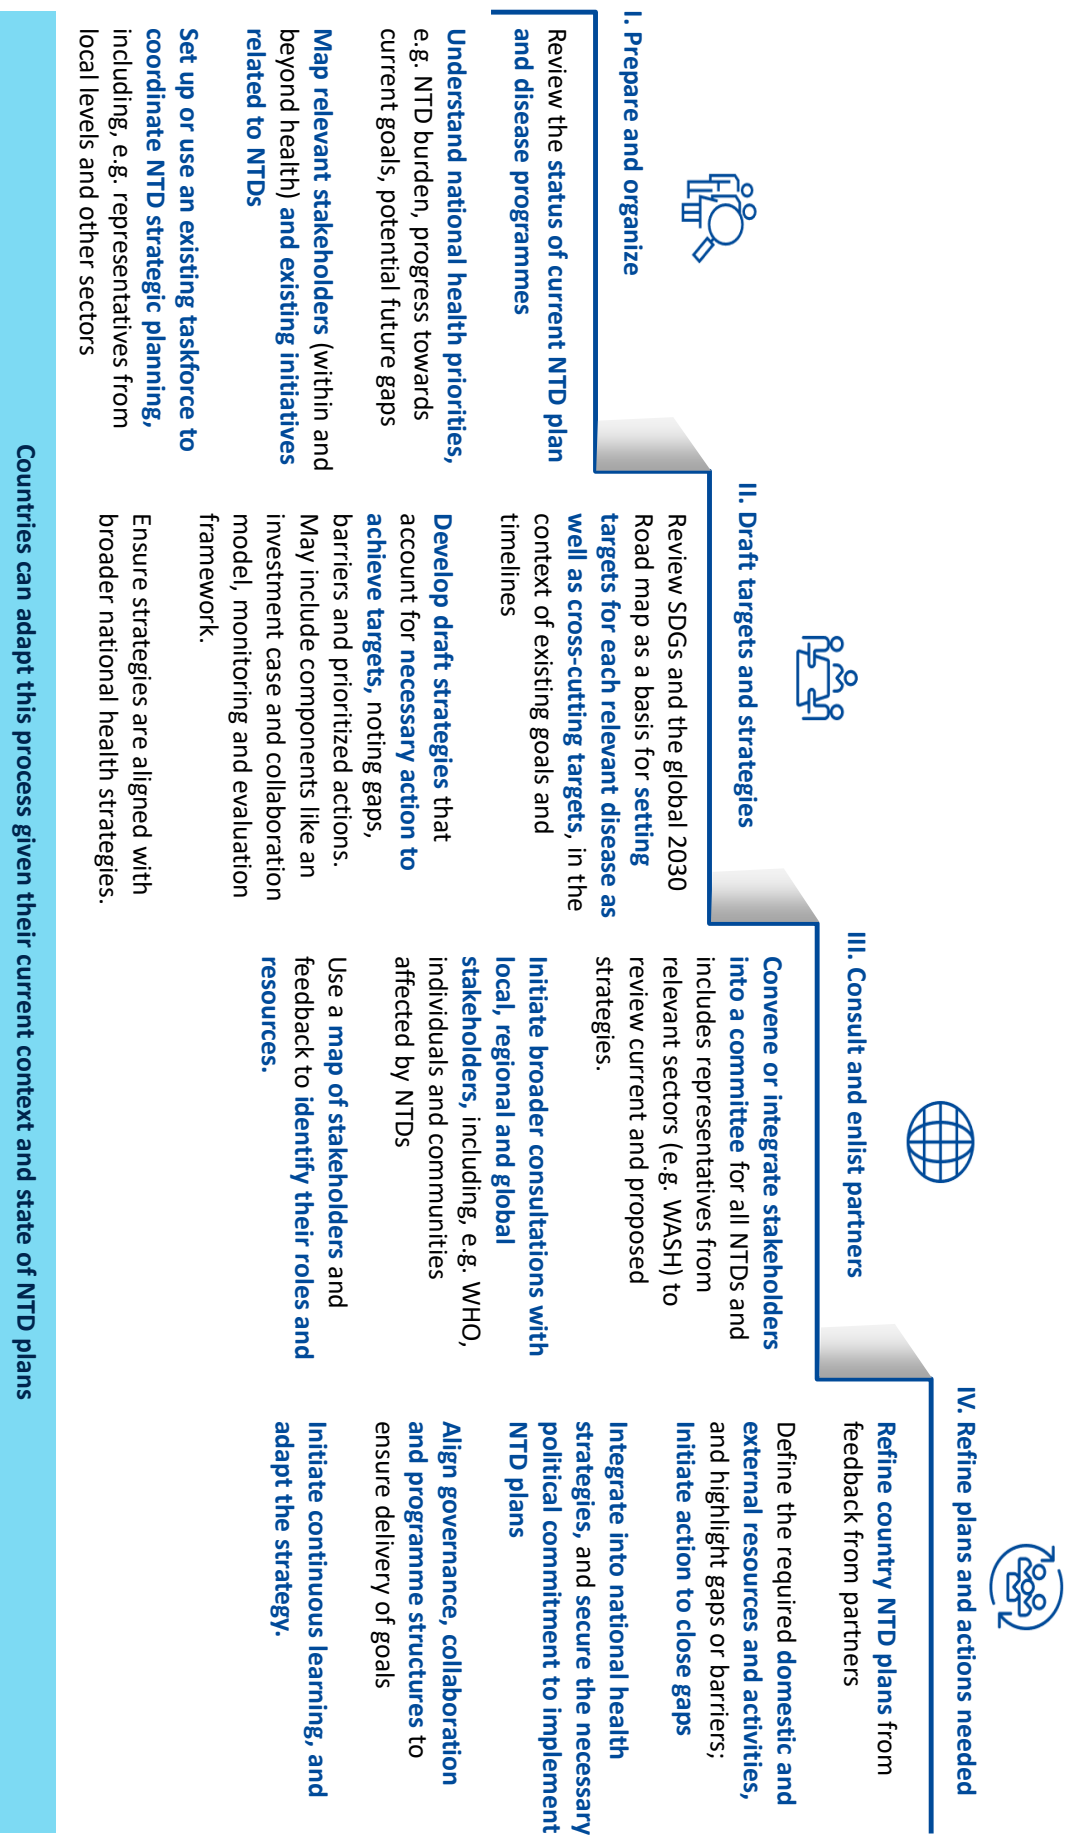 I. Prepare and organize
Review the status of current NTD plan
and disease programmes
Understand national health priorities,
e.g. NTD burden, progress towards
current goals, potential future gaps
Map relevant stakeholders (within and
beyond health) and existing initiatives
related to NTDs
Set up or use an existing taskforce to
coordinate NTD strategic planning,
including, e.g. representatives from
local levels and other sectors
II. Draft targets and strategies
Review SDGs and the global 2030
Road map as a basis for setting
targets for each relevant disease as
well as cross-cutting targets, in the
context of existing goals and
timelines
Develop draft strategies that
account for necessary action to
achieve targets, noting gaps,
barriers and prioritized actions.
May include components like an
investment case and collaboration
model, monitoring and evaluation
framework.
Ensure strategies are aligned with
broader national health strategies.
III. Consult and enlist partners
Convene or integrate stakeholders
into a committee for all NTDs and
includes representatives from
relevant sectors (e.g. WASH) to
review current and proposed
strategies.
Initiate broader consultations with
local, regional and global
stakeholders, including, e.g. WHO,
individuals and communities
affected by NTDs
Use a map of stakeholders and
feedback to identify their roles and
resources.
IV. Refine plans and actions needed
Refine country NTD plans from
feedback from partners
Define the required domestic and
external resources and activities,
and highlight gaps or barriers;
Initiate action to close gaps
Integrate into national health
strategies, and secure the necessary
political commitment to implement
NTD plans
Align governance, collaboration
and programme structures to
ensure delivery of goals
Initiate continuous learning, and
adapt the strategy.
Countries can adapt this process given their current context and state of NTD plans